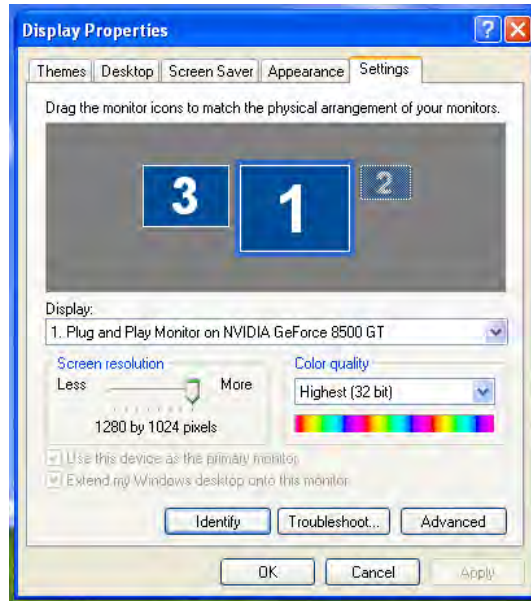 Display Properties
Themes Desktop Screen Saver Appearance Settings
Drag the monitor icons to match the physical arrangement of your monitors.
3 1 2
Display:
1. Plug and Play Monitor on NVIDIA GeForce 8500 GT
Screen resolution
Less More
1280 by 1024 pixels
Color quality
Highest (32 bit)
Use this device as the primary monitor.
Extend my Windows desktop onto this monitor.
Identify Troubleshoot... Advanced
OK Cancel Apply